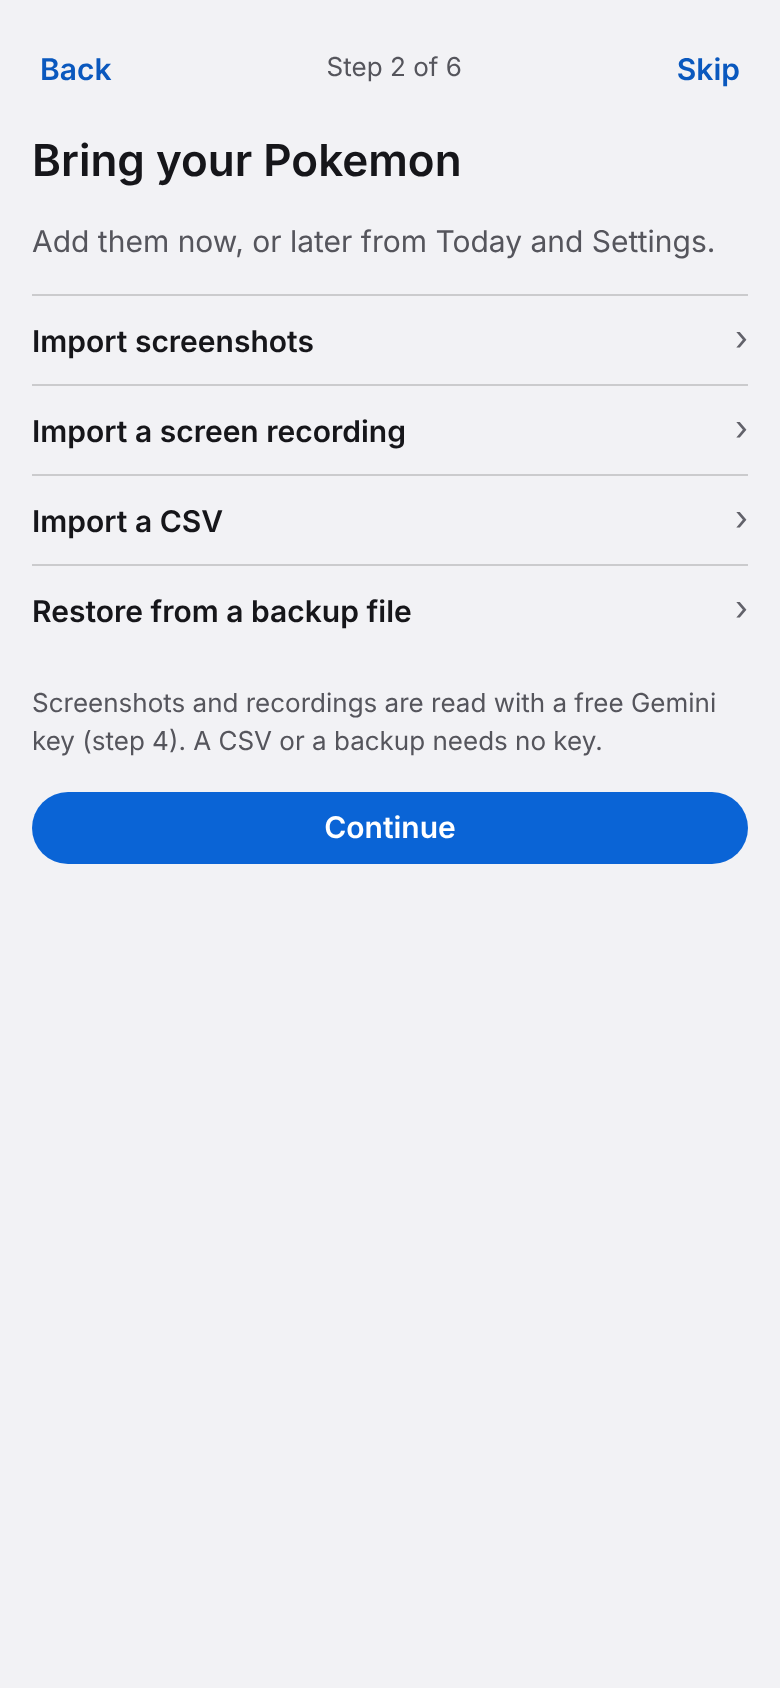 Back
Step 2 of 6
Skip
Bring your Pokemon
Add them now, or later from Today and Settings.
Import screenshots
Import a screen recording
Import a CSV
Restore from a backup file
Screenshots and recordings are read with a free Gemini
key (step 4). A CSV or a backup needs no key.
Continue